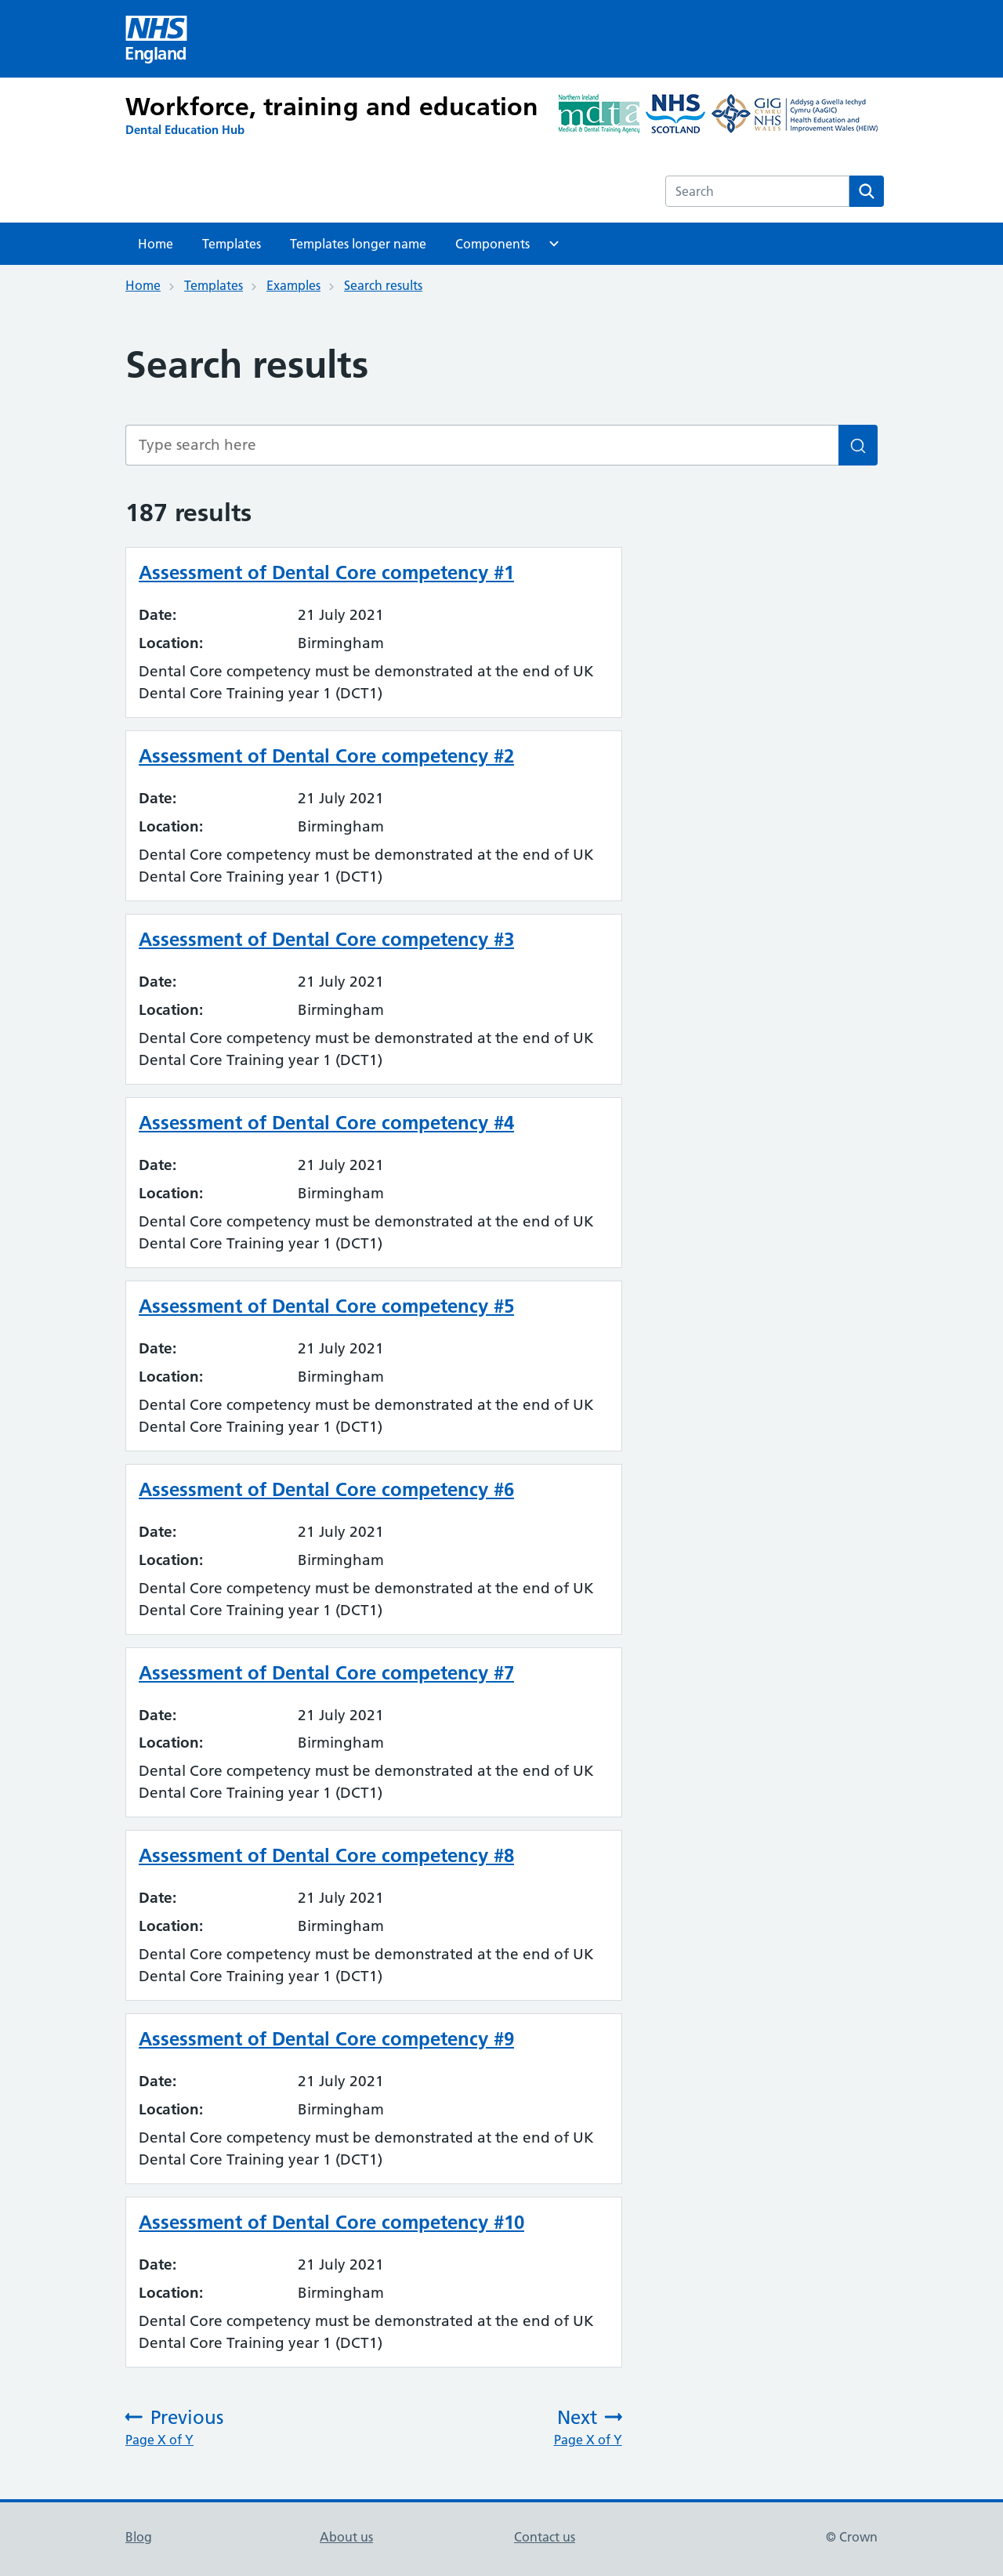 NHS
England
Workforce, training and education
Dental Education Hub
Northern Ireland
mdta
Medical & Dental Training Agency
NHS
SCOTLAND
GIG
CYMRU
NHS
WALES
Addysg a Gwella Iechyd
Cymru (AaGIC)
Health Education and
Improvement Wales (HEIW)
Search
Home
Templates
Templates longer name
Components
Home
Templates
Examples
Search results
Search results
Type search here
187 results
Assessment of Dental Core competency #1
Date: 21 July 2021
Location: Birmingham
Dental Core competency must be demonstrated at the end of UK
Dental Core Training year 1 (DCT1)
Assessment of Dental Core competency #2
Date: 21 July 2021
Location: Birmingham
Dental Core competency must be demonstrated at the end of UK
Dental Core Training year 1 (DCT1)
Assessment of Dental Core competency #3
Date: 21 July 2021
Location: Birmingham
Dental Core competency must be demonstrated at the end of UK
Dental Core Training year 1 (DCT1)
Assessment of Dental Core competency #4
Date: 21 July 2021
Location: Birmingham
Dental Core competency must be demonstrated at the end of UK
Dental Core Training year 1 (DCT1)
Assessment of Dental Core competency #5
Date: 21 July 2021
Location: Birmingham
Dental Core competency must be demonstrated at the end of UK
Dental Core Training year 1 (DCT1)
Assessment of Dental Core competency #6
Date: 21 July 2021
Location: Birmingham
Dental Core competency must be demonstrated at the end of UK
Dental Core Training year 1 (DCT1)
Assessment of Dental Core competency #7
Date: 21 July 2021
Location: Birmingham
Dental Core competency must be demonstrated at the end of UK
Dental Core Training year 1 (DCT1)
Assessment of Dental Core competency #8
Date: 21 July 2021
Location: Birmingham
Dental Core competency must be demonstrated at the end of UK
Dental Core Training year 1 (DCT1)
Assessment of Dental Core competency #9
Date: 21 July 2021
Location: Birmingham
Dental Core competency must be demonstrated at the end of UK
Dental Core Training year 1 (DCT1)
Assessment of Dental Core competency #10
Date: 21 July 2021
Location: Birmingham
Dental Core competency must be demonstrated at the end of UK
Dental Core Training year 1 (DCT1)
Previous
Page X of Y
Next
Page X of Y
Blog
About us
Contact us
© Crown